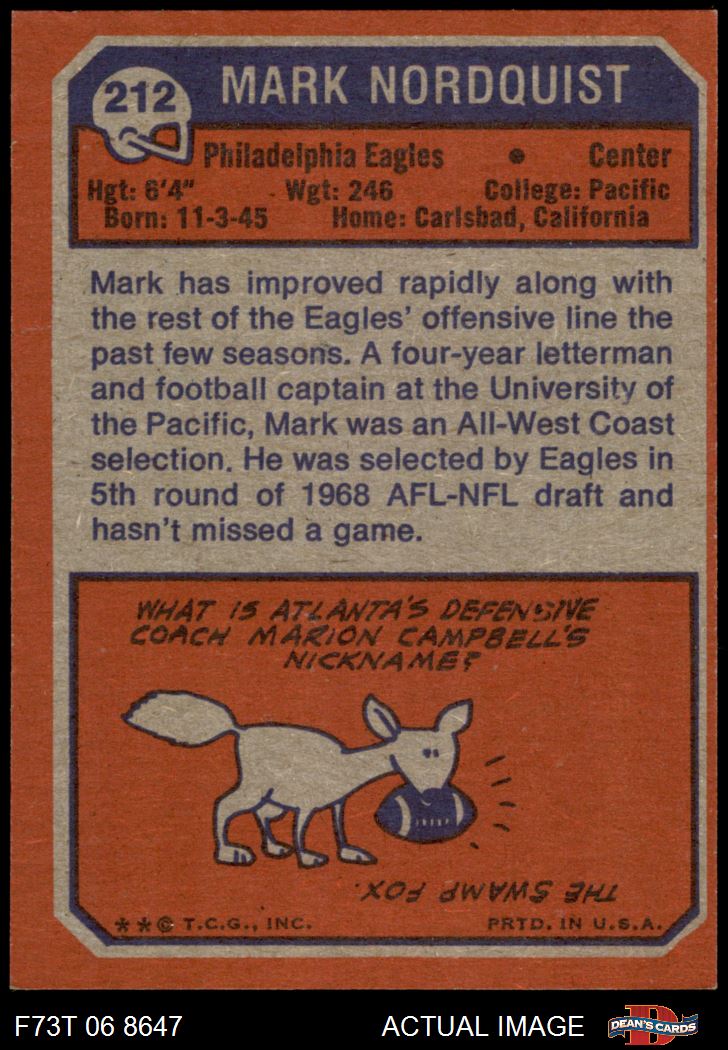 212
MARK NORDQUIST
Philadelphia Eagles • Center
Hgt: 6'4" Wgt: 246 College: Pacific
Born: 11-3-45 Home: Carlsbad, California
Mark has improved rapidly along with
the rest of the Eagles' offensive line the
past few seasons. A four-year letterman
and football captain at the University of
the Pacific, Mark was an All-West Coast
selection. He was selected by Eagles in
5th round of 1968 AFL-NFL draft and
hasn't missed a game.
WHAT IS ATLANTA'S DEFENSIVE
COACH MARION CAMPBELL'S
NICKNAME?
THE SWAMP FOX.
**© T.C.G., INC. PRTD. IN U.S.A.
F73T 06 8647 ACTUAL IMAGE D DEAN'S CARDS